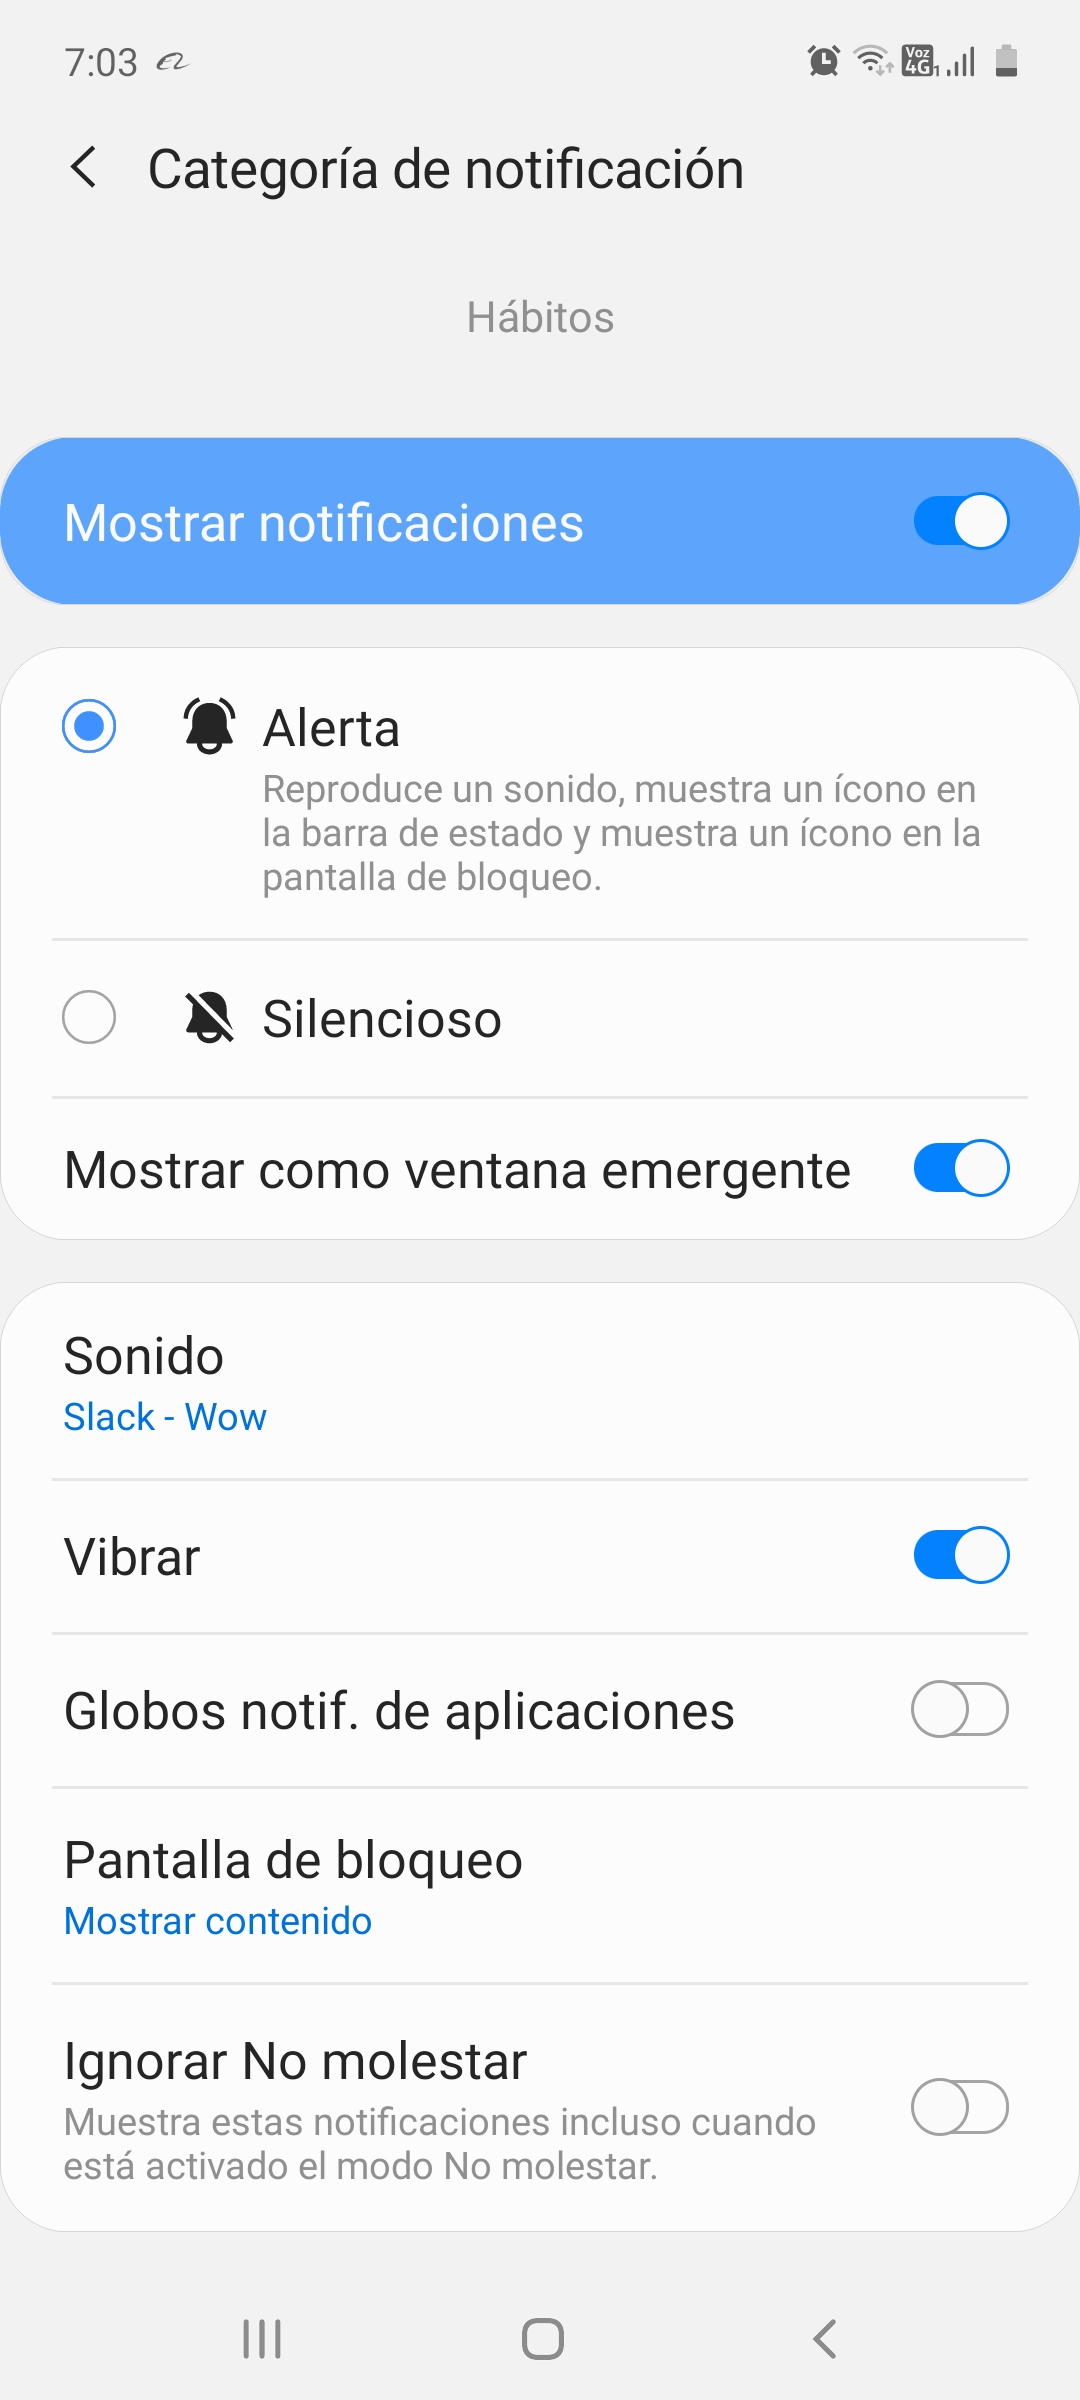 7:03
Voz
4G 1
Categoría de notificación
Hábitos
Mostrar notificaciones
Alerta
Reproduce un sonido, muestra un ícono en
la barra de estado y muestra un ícono en la
pantalla de bloqueo.
Silencioso
Mostrar como ventana emergente
Sonido
Slack - Wow
Vibrar
Globos notif. de aplicaciones
Pantalla de bloqueo
Mostrar contenido
Ignorar No molestar
Muestra estas notificaciones incluso cuando
está activado el modo No molestar.